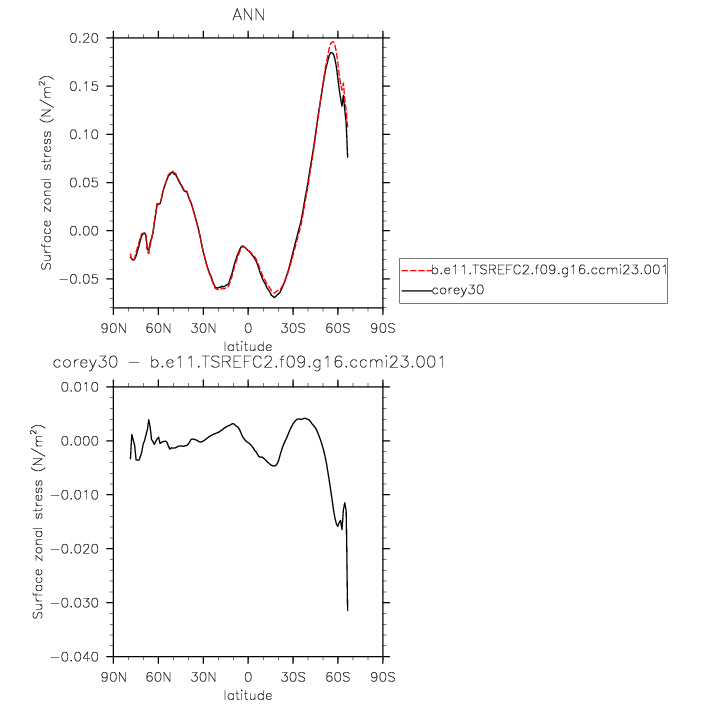 ANN
Surface zonal stress (N/m²)
0.20
0.15
0.10
0.05
0.00
−0.05
90N 60N 30N 0 30S 60S 90S
latitude
b.e11.TSREFC2.f09.g16.ccmi23.001
corey30
corey30 − b.e11.TSREFC2.f09.g16.ccmi23.001
Surface zonal stress (N/m²)
0.010
0.000
−0.010
−0.020
−0.030
−0.040
90N 60N 30N 0 30S 60S 90S
latitude